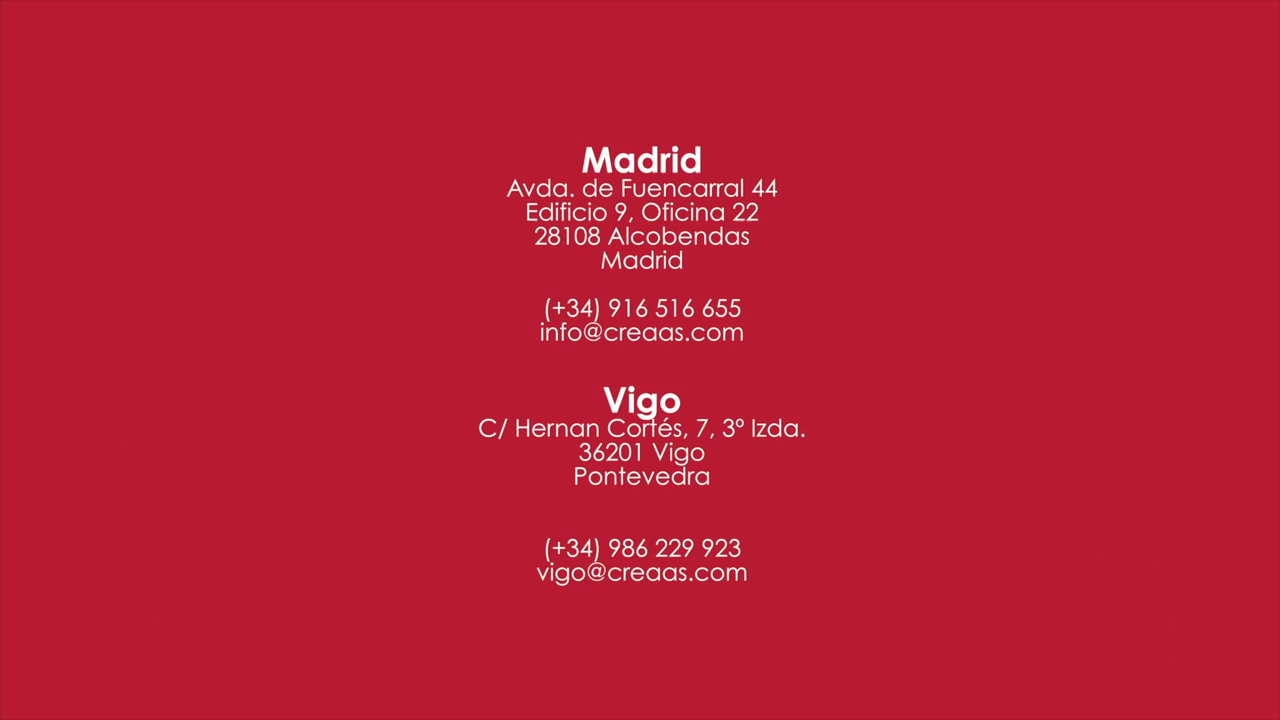 Madrid
Avda. de Fuencarral 44
Edificio 9, Oficina 22
28108 Alcobendas
Madrid
(+34) 916 516 655
info@creaas.com
Vigo
C/ Hernan Cortés, 7, 3º Izda.
36201 Vigo
Pontevedra
(+34) 986 229 923
vigo@creaas.com